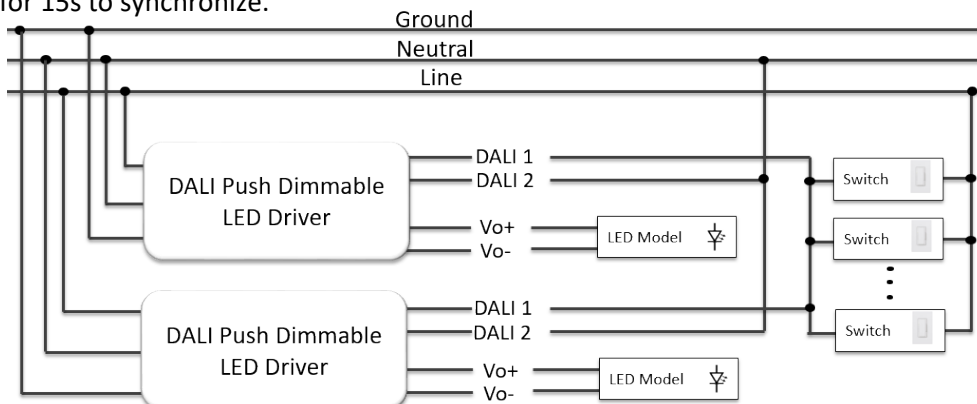 for 15s to synchronize.
Ground
Neutral
Line
DALI Push Dimmable
LED Driver
DALI 1
DALI 2
Vo+
Vo-
LED Model
Switch
Switch
DALI Push Dimmable
LED Driver
DALI 1
DALI 2
Vo+
Vo-
LED Model
Switch